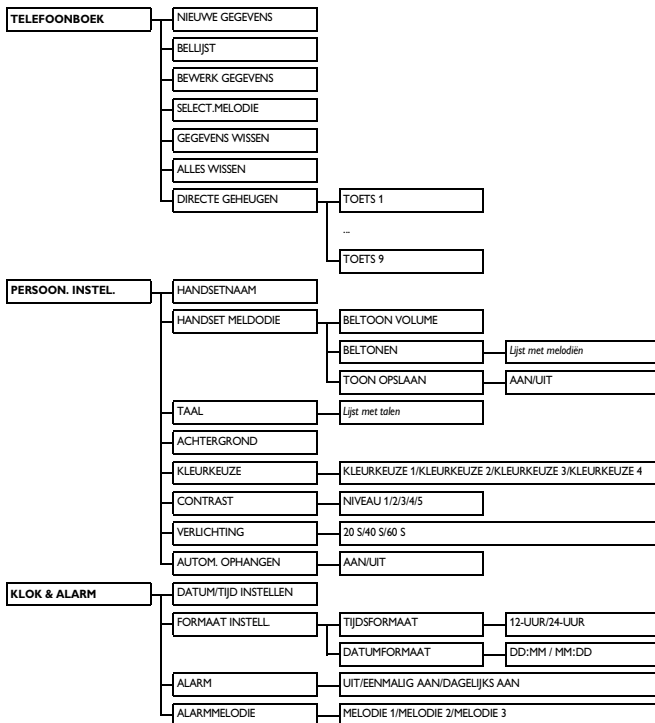 TELEFOONBOEK NIEUWE GEGEVENS
BELLIJST
BEWERK GEGEVENS
SELECT.MELODIE
GEGEVENS WISSEN
ALLES WISSEN
DIRECTE GEHEUGEN TOETS 1
...
TOETS 9
PERSOON. INSTEL. HANDSETNAAM
HANDSET MELDODIE BELTOON VOLUME
BELTONEN Lijst met melodiën
TOON OPSLAAN AAN/UIT
TAAL Lijst met talen
ACHTERGROND
KLEURKEUZE KLEURKEUZE 1/KLEURKEUZE 2/KLEURKEUZE 3/KLEURKEUZE 4
CONTRAST NIVEAU 1/2/3/4/5
VERLICHTING 20 S/40 S/60 S
AUTOM. OPHANGEN AAN/UIT
KLOK & ALARM DATUM/TIJD INSTELLEN
FORMAAT INSTELL. TIJDSFORMAAT 12-UUR/24-UUR
DATUMFORMAAT DD:MM / MM:DD
ALARM UIT/EENMALIG AAN/DAGELIJKS AAN
ALARMMELODIE MELODIE 1/MELODIE 2/MELODIE 3